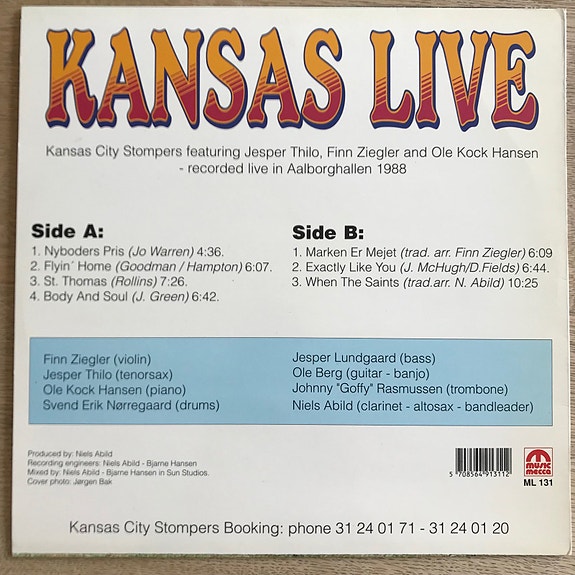 KANSAS LIVE
Kansas City Stompers featuring Jesper Thilo, Finn Ziegler and Ole Kock Hansen
- recorded live in Aalborghallen 1988
Side A:
1. Nyboders Pris (Jo Warren) 4:36.
2. Flyin´ Home (Goodman / Hampton) 6:07.
3. St. Thomas (Rollins) 7:26.
4. Body And Soul (J. Green) 6:42.
Side B:
1. Marken Er Mejet (trad. arr. Finn Ziegler) 6:09
2. Exactly Like You (J. McHugh/D.Fields) 6:44.
3. When The Saints (trad.arr. N. Abild) 10:25
Finn Ziegler (violin)
Jesper Thilo (tenorsax)
Ole Kock Hansen (piano)
Svend Erik Nørregaard (drums)
Jesper Lundgaard (bass)
Ole Berg (guitar - banjo)
Johnny "Goffy" Rasmussen (trombone)
Niels Abild (clarinet - altosax - bandleader)
Produced by: Niels Abild
Recording engineers: Niels Abild - Bjarne Hansen
Mixed by: Niels Abild - Bjarne Hansen in Sun Studios.
Cover photo: Jørgen Bak
5 708564 913112
music
mecca
ML 131
Kansas City Stompers Booking: phone 31 24 01 71 - 31 24 01 20